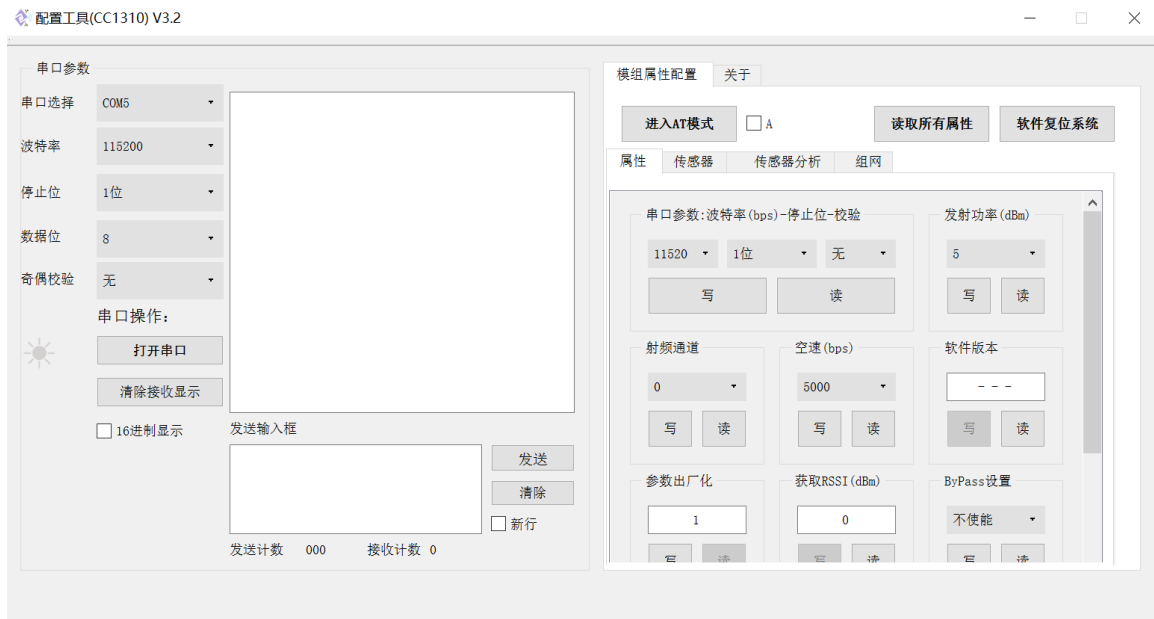 配置工具(CC1310) V3.2
串口参数
串口选择 COM5
波特率 115200
停止位 1位
数据位 8
奇偶校验 无
串口操作:
打开串口
清除接收显示
16进制显示
发送输入框
发送
清除
新行
发送计数 000 接收计数 0
模组属性配置 关于
进入AT模式 A 读取所有属性 软件复位系统
属性 传感器 传感器分析 组网
串口参数:波特率(bps)-停止位-校验
11520 1位 无
写 读
发射功率(dBm)
5
写 读
射频通道
0
写 读
空速(bps)
5000
写 读
软件版本
- - -
写 读
参数出厂化
1
写 读
获取RSSI(dBm)
0
写 读
ByPass设置
不使能
写 读